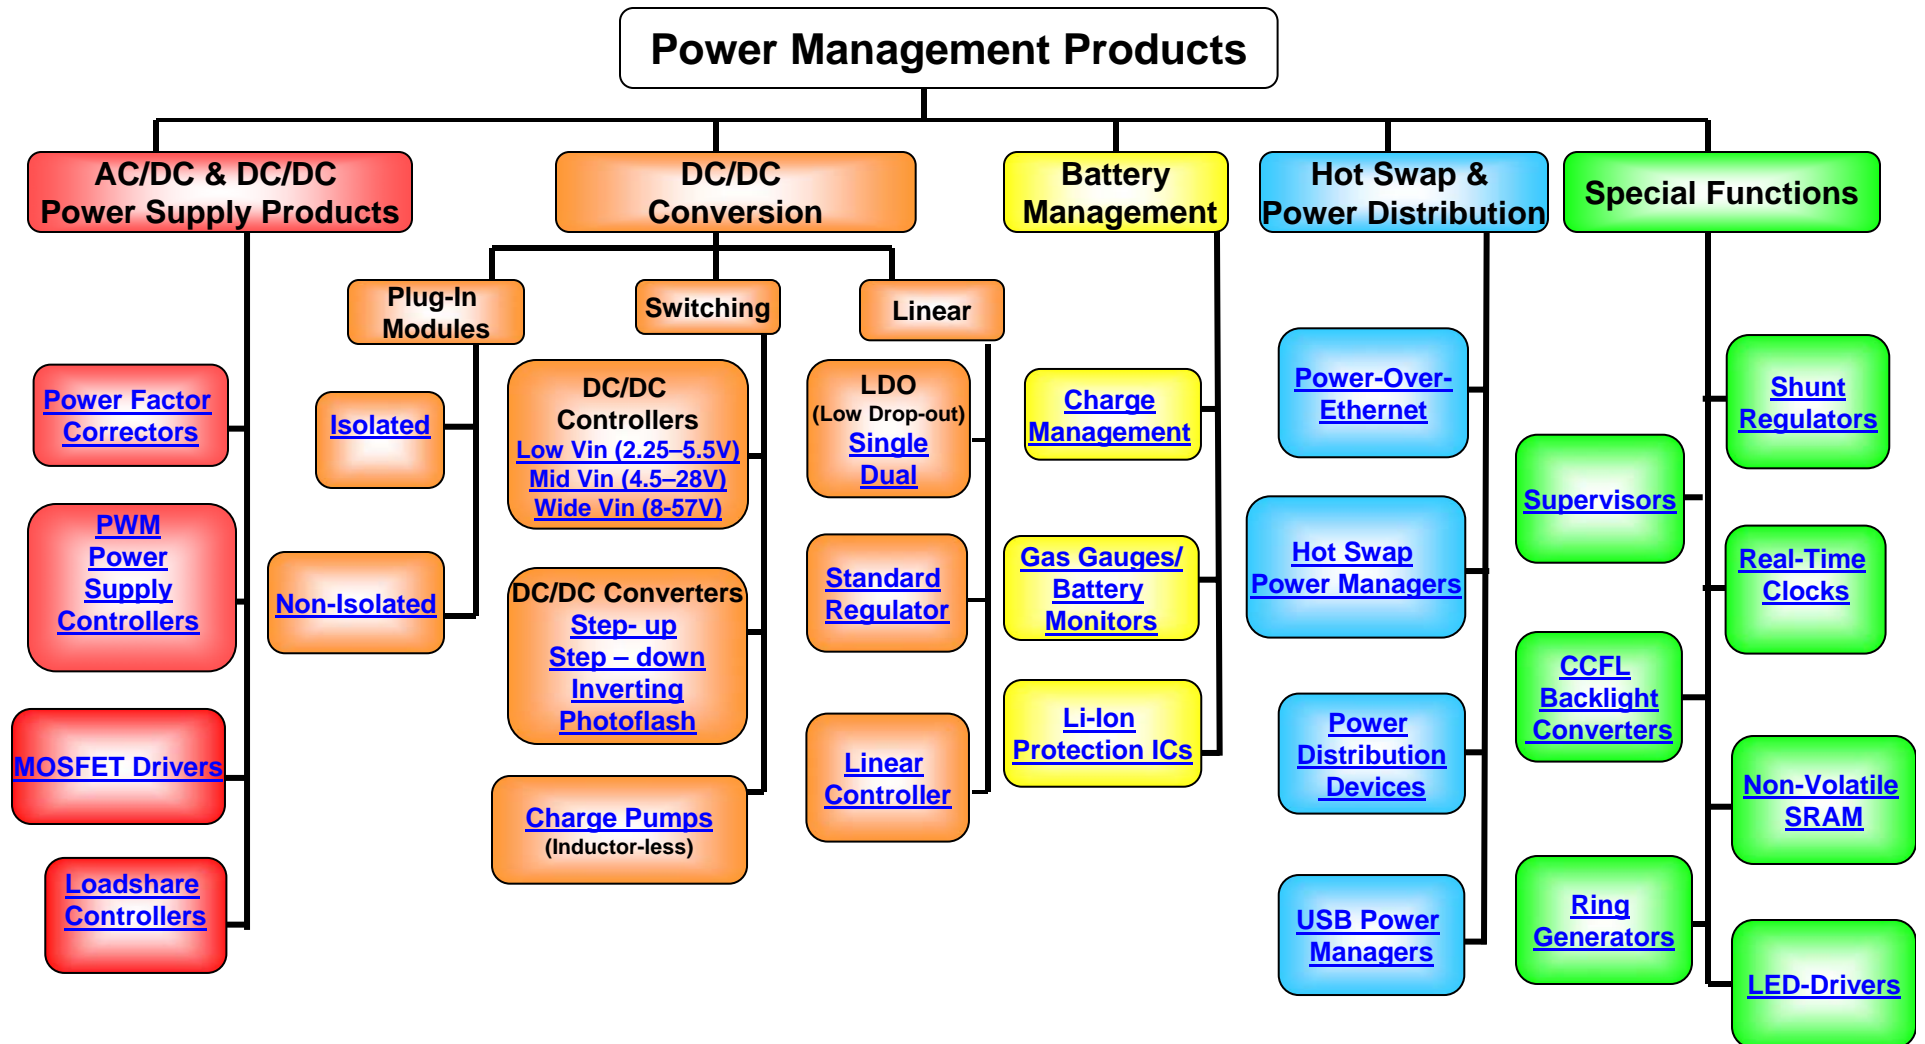 Power Management Products
AC/DC & DC/DC
Power Supply Products
DC/DC
Conversion
Battery
Management
Hot Swap &
Power Distribution
Special Functions
Power Factor
Correctors
PWM
Power
Supply
Controllers
MOSFET Drivers
Loadshare
Controllers
Plug-In
Modules
Isolated
Non-Isolated
Switching
DC/DC
Controllers
Low Vin (2.25–5.5V)
Mid Vin (4.5–28V)
Wide Vin (8-57V)
DC/DC Converters
Step- up
Step – down
Inverting
Photoflash
Charge Pumps
(Inductor-less)
Linear
LDO
(Low Drop-out)
Single
Dual
Standard
Regulator
Linear
Controller
Charge
Management
Gas Gauges/
Battery
Monitors
Li-Ion
Protection ICs
Power-Over-
Ethernet
Hot Swap
Power Managers
Power
Distribution
Devices
USB Power
Managers
Shunt
Regulators
Supervisors
Real-Time
Clocks
CCFL
Backlight
Converters
Non-Volatile
SRAM
Ring
Generators
LED-Drivers